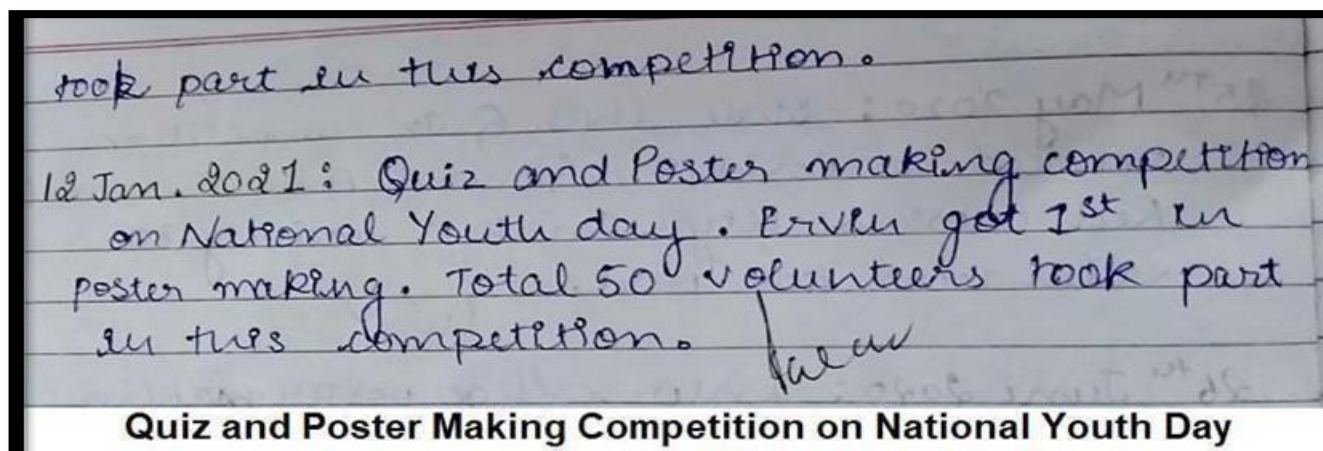 took part in this competition.
12 Jan. 2021: Quiz and Poster making competition
on National Youth day. Ervin got 1st in
poster making. Total 50 volunteers took part
in this competition.
Quiz and Poster Making Competition on National Youth Day